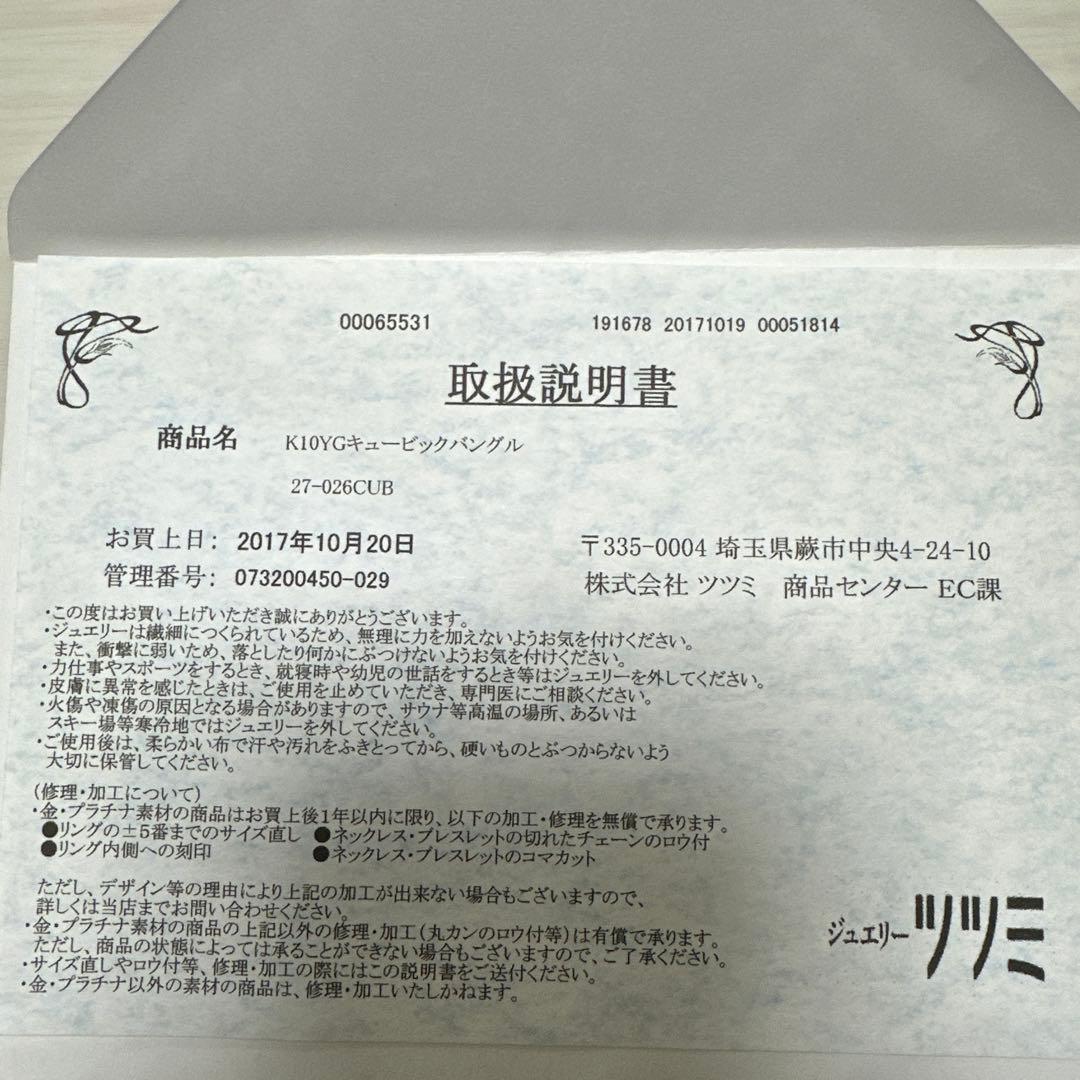 00065531
191678 20171019 00051814
取扱説明書
商品名 K10YGキュービックバングル
27-026CUB
お買上日: 2017年10月20日
管理番号: 073200450-029
〒335-0004 埼玉県蕨市中央4-24-10
株式会社 ツツミ 商品センター EC課
・この度はお買い上げいただき誠にありがとうございます。
・ジュエリーは繊細につくられているため、無理に力を加えないようお気を付けください。
また、衝撃に弱いため、落としたり何かにぶつけないようお気を付けください。
・力仕事やスポーツをするとき、就寝時や幼児の世話をするとき等はジュエリーを外してください。
・皮膚に異常を感じたときは、ご使用を止めていただき、専門医にご相談ください。
・火傷や凍傷の原因となる場合がありますので、サウナ等高温の場所、あるいは
スキー場等寒冷地ではジュエリーを外してください。
・ご使用後は、柔らかい布で汗や汚れをふきとってから、硬いものとぶつからないよう
大切に保管してください。
(修理・加工について)
・金・プラチナ素材の商品はお買上後1年以内に限り、以下の加工・修理を無償で承ります。
●リングの±5番までのサイズ直し ●ネックレス・ブレスレットの切れたチェーンのロウ付
●リング内側への刻印 ●ネックレス・ブレスレットのコマカット
ただし、デザイン等の理由により上記の加工が出来ない場合もございますので、
詳しくは当店までお問い合わせください。
・金・プラチナ素材の商品の上記以外の修理・加工(丸カンのロウ付等)は有償で承ります。
ただし、商品の状態によっては承ることができない場合もございますので、ご了承ください。
・サイズ直しやロウ付等、修理・加工の際にはこの説明書をご送付ください。
・金・プラチナ以外の素材の商品は、修理・加工いたしかねます。
ジュエリーツツミ